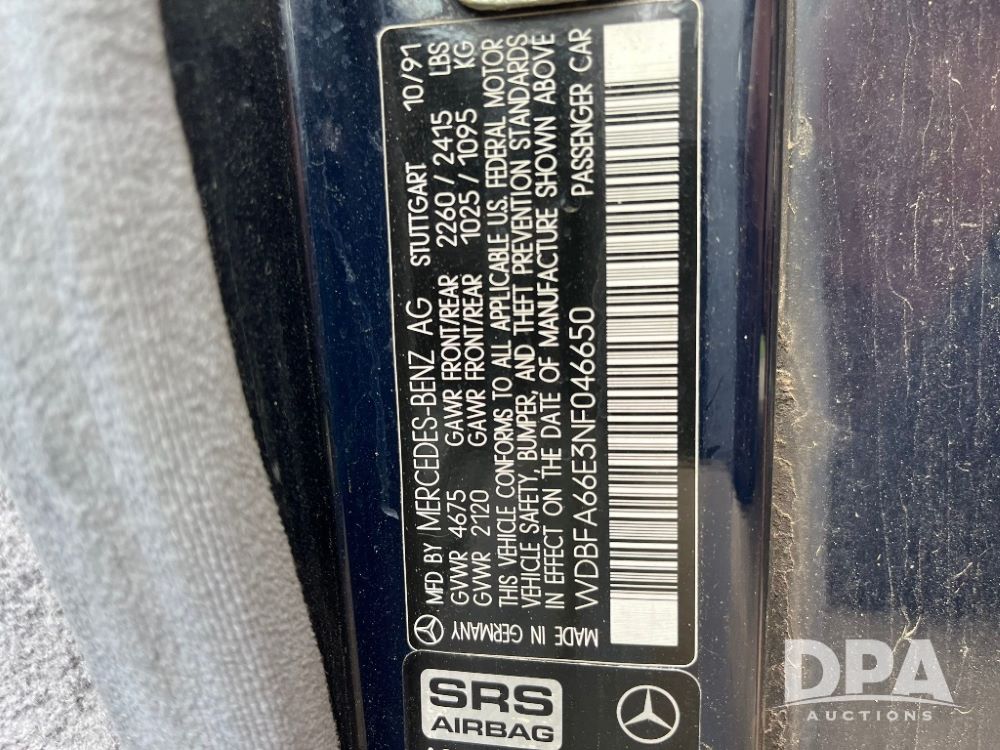 MFD BY MERCEDES-BENZ AG STUTTGART 10/91
GVWR 4675 GAWR FRONT/REAR 2260 / 2415 LBS
GVWR 2120 GAWR FRONT/REAR 1025 / 1095 KG
THIS VEHICLE CONFORMS TO ALL APPLICABLE U.S. FEDERAL MOTOR
VEHICLE SAFETY, BUMPER, AND THEFT PREVENTION STANDARDS
IN EFFECT ON THE DATE OF MANUFACTURE SHOWN ABOVE
MADE IN GERMANY PASSENGER CAR
WDBFA66E3NF046650
SRS
AIRBAG
DPA
AUCTIONS